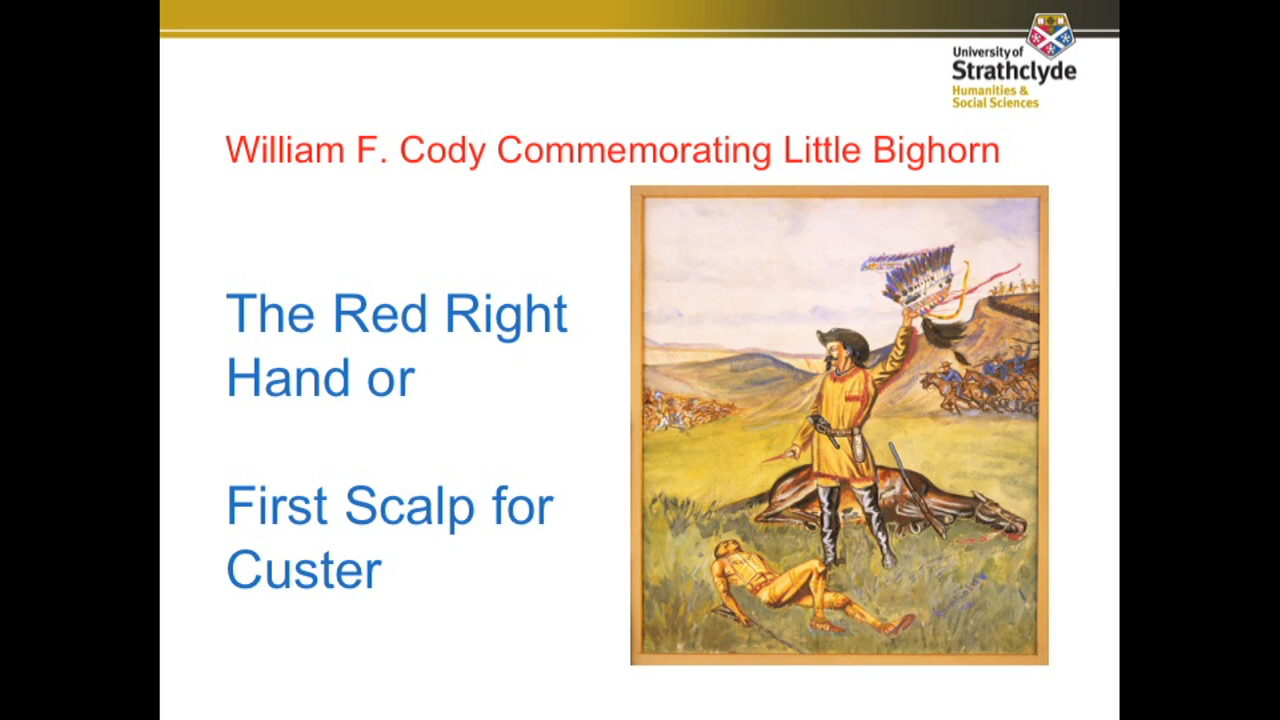 University of
Strathclyde
Humanities &
Social Sciences
William F. Cody Commemorating Little Bighorn
The Red Right
Hand or
First Scalp for
Custer